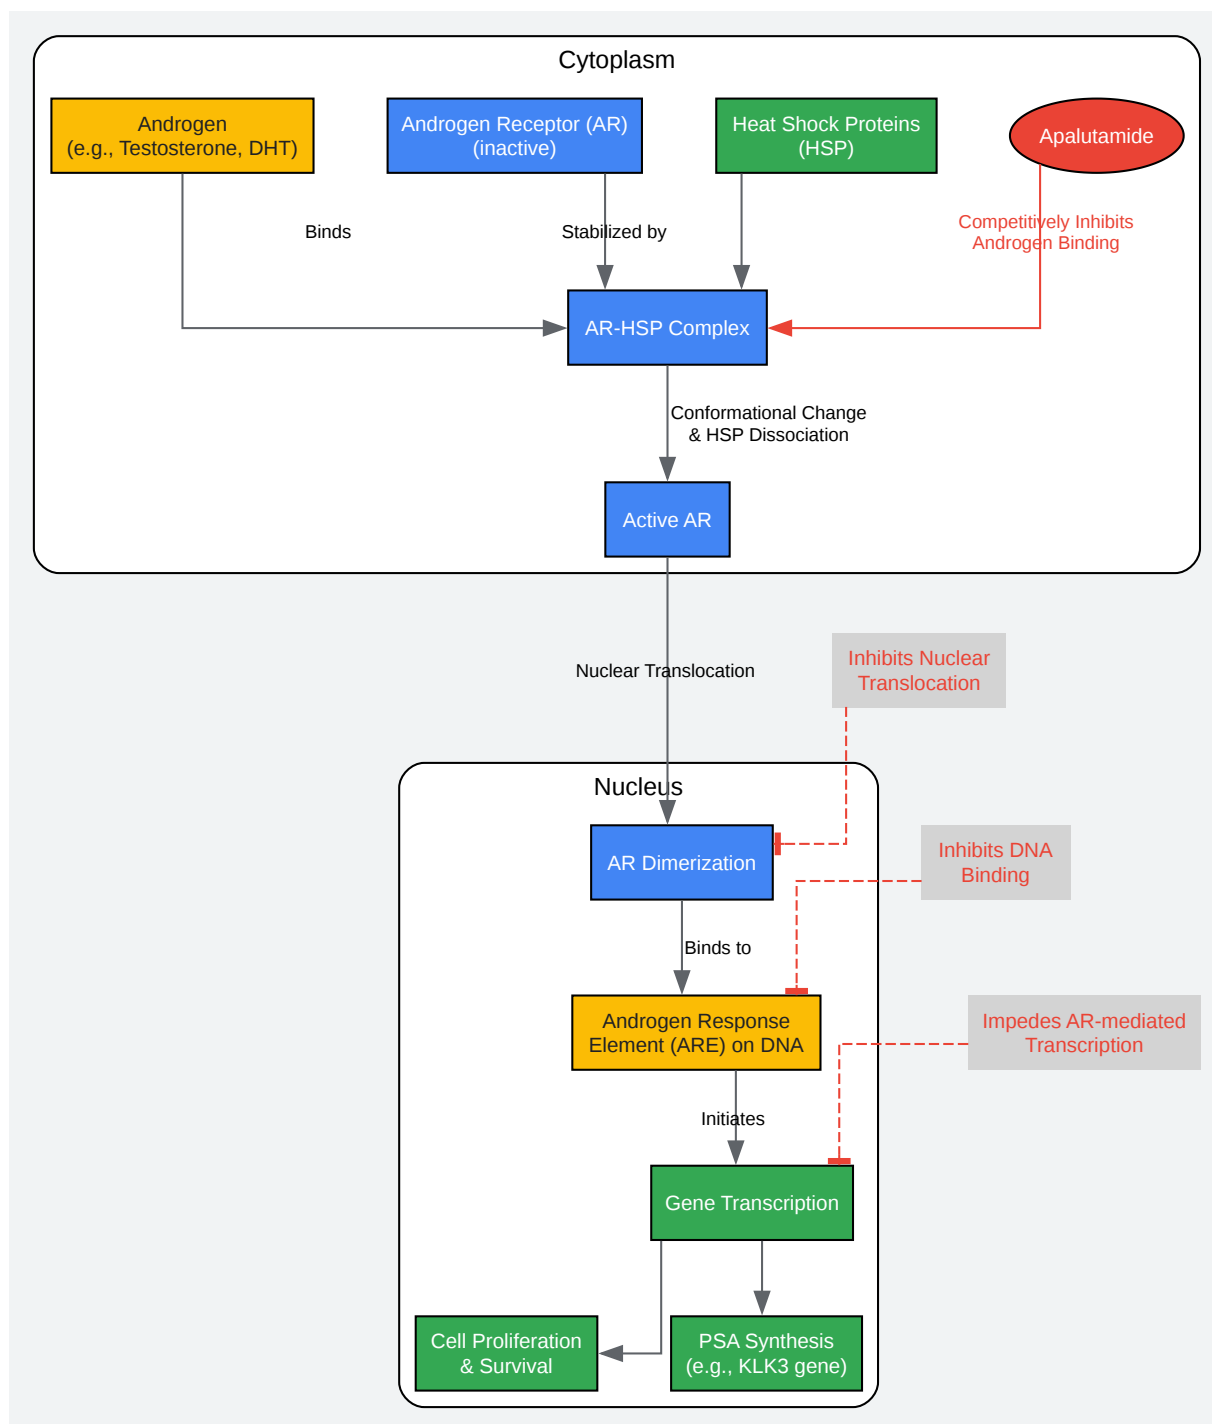 Cytoplasm
Androgen
(e.g., Testosterone, DHT)
Androgen Receptor (AR)
(inactive)
Heat Shock Proteins
(HSP)
Apalutamide
Binds
Stabilized by
Competitively Inhibits
Androgen Binding
AR-HSP Complex
Conformational Change
& HSP Dissociation
Active AR
Nuclear Translocation
Inhibits Nuclear
Translocation
Nucleus
AR Dimerization
Inhibits DNA
Binding
Binds to
Androgen Response
Element (ARE) on DNA
Impedes AR-mediated
Transcription
Initiates
Gene Transcription
Cell Proliferation
& Survival
PSA Synthesis
(e.g., KLK3 gene)